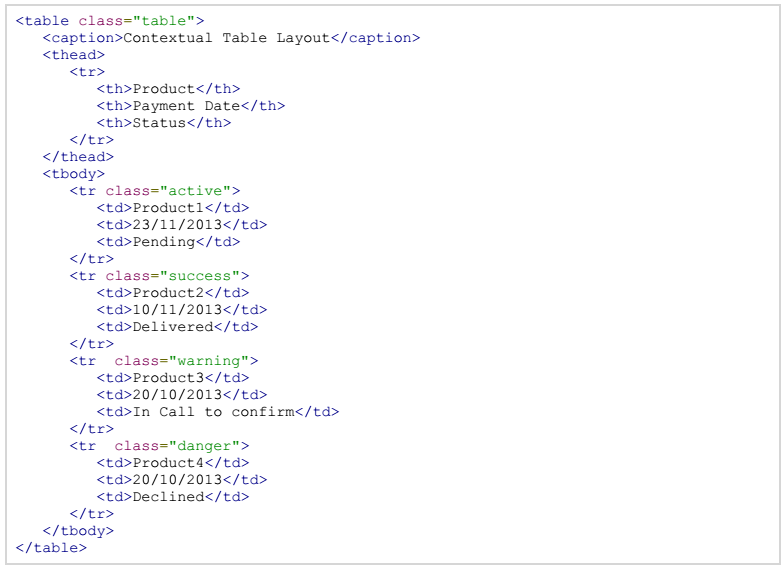 <table class="table">
   <caption>Contextual Table Layout</caption>
   <thead>
      <tr>
         <th>Product</th>
         <th>Payment Date</th>
         <th>Status</th>
      </tr>
   </thead>
   <tbody>
      <tr class="active">
         <td>Product1</td>
         <td>23/11/2013</td>
         <td>Pending</td>
      </tr>
      <tr class="success">
         <td>Product2</td>
         <td>10/11/2013</td>
         <td>Delivered</td>
      </tr>
      <tr  class="warning">
         <td>Product3</td>
         <td>20/10/2013</td>
         <td>In Call to confirm</td>
      </tr>
      <tr  class="danger">
         <td>Product4</td>
         <td>20/10/2013</td>
         <td>Declined</td>
      </tr>
   </tbody>
</table>